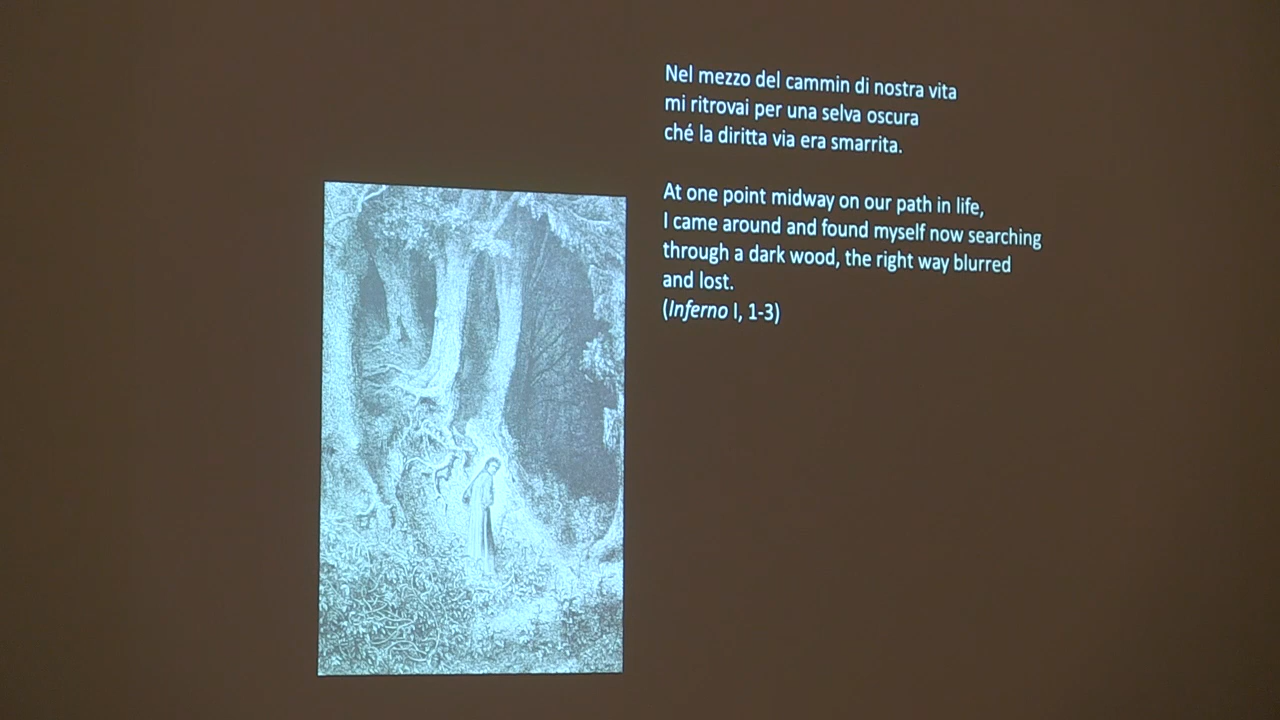 Nel mezzo del cammin di nostra vita
mi ritrovai per una selva oscura
ché la diritta via era smarrita.
At one point midway on our path in life,
I came around and found myself now searching
through a dark wood, the right way blurred
and lost.
(Inferno I, 1-3)